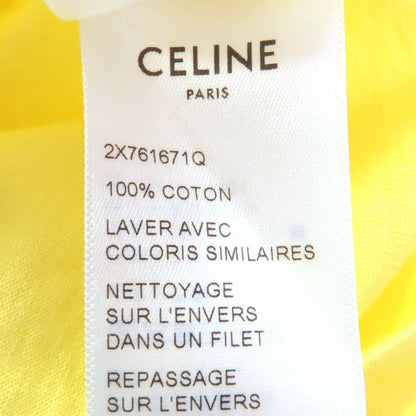 CELINE
PARIS
2X761671Q
100% COTON
LAVER AVEC
COLORIS SIMILAIRES
NETTOYAGE
SUR L'ENVERS
DANS UN FILET
REPASSAGE
SUR L'ENVERS